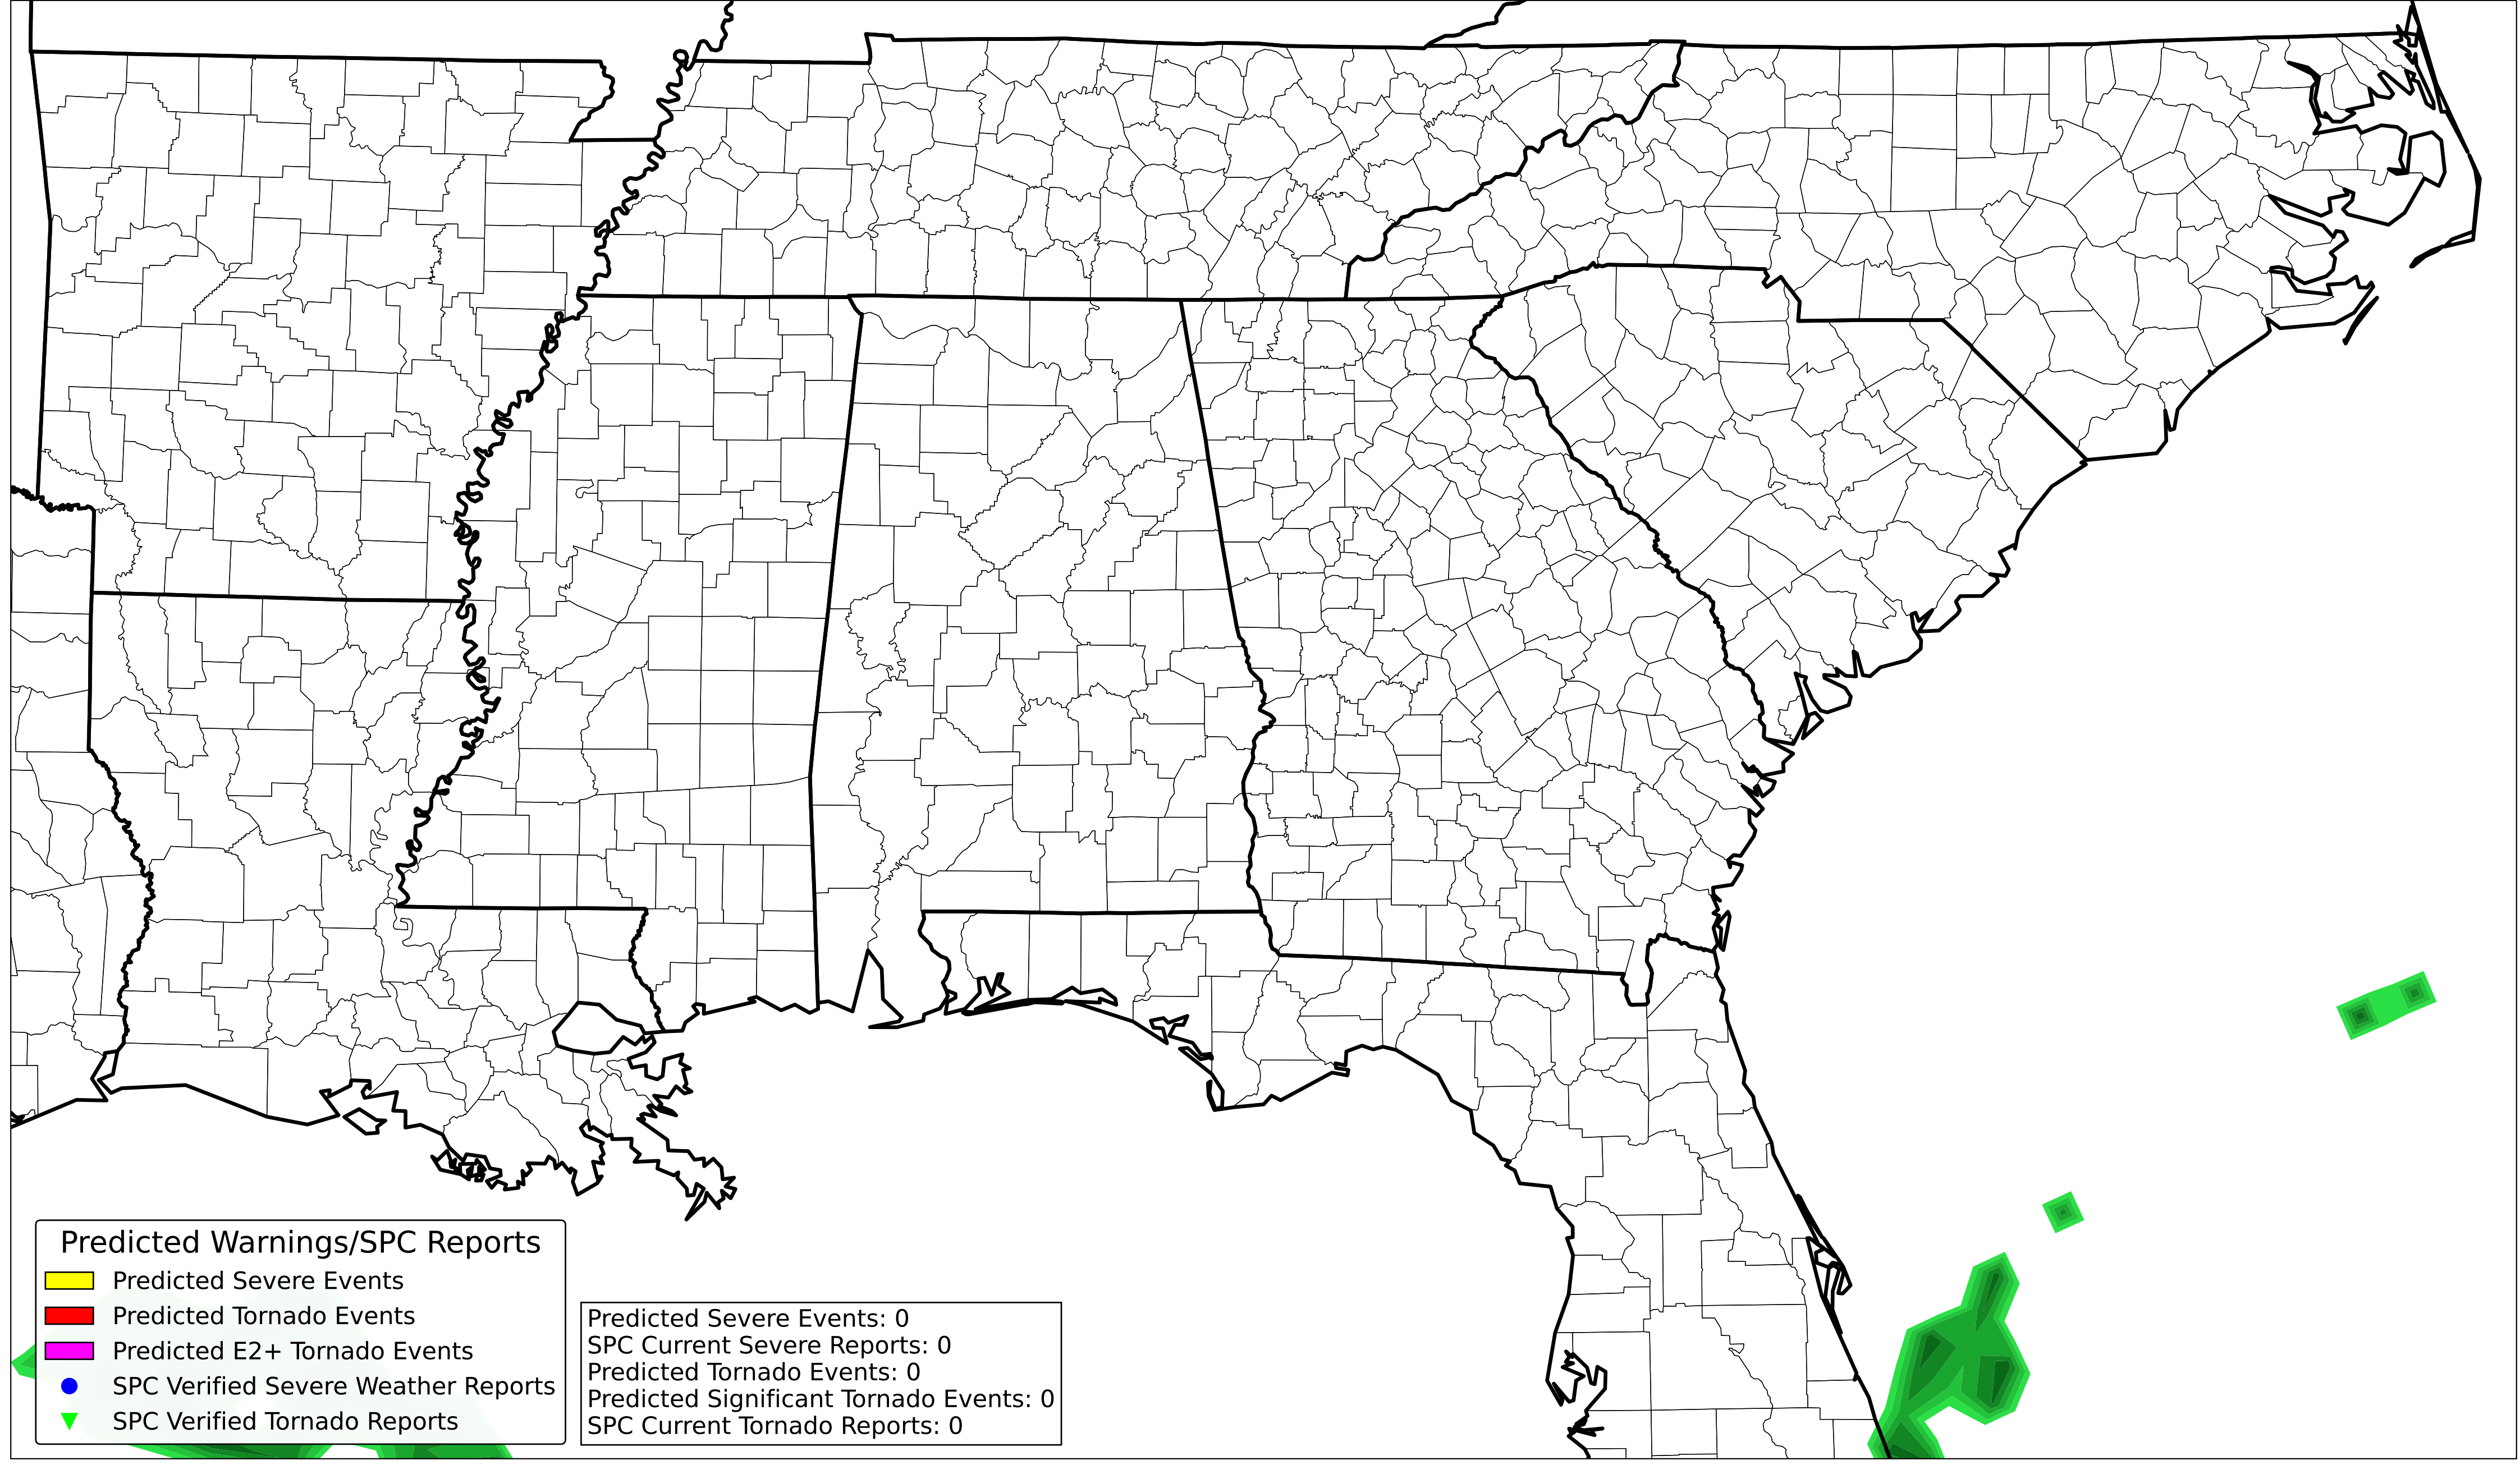 Predicted Warnings/SPC Reports
Predicted Severe Events
Predicted Tornado Events
Predicted E2+ Tornado Events
SPC Verified Severe Weather Reports
SPC Verified Tornado Reports
Predicted Severe Events: 0
SPC Current Severe Reports: 0
Predicted Tornado Events: 0
Predicted Significant Tornado Events: 0
SPC Current Tornado Reports: 0